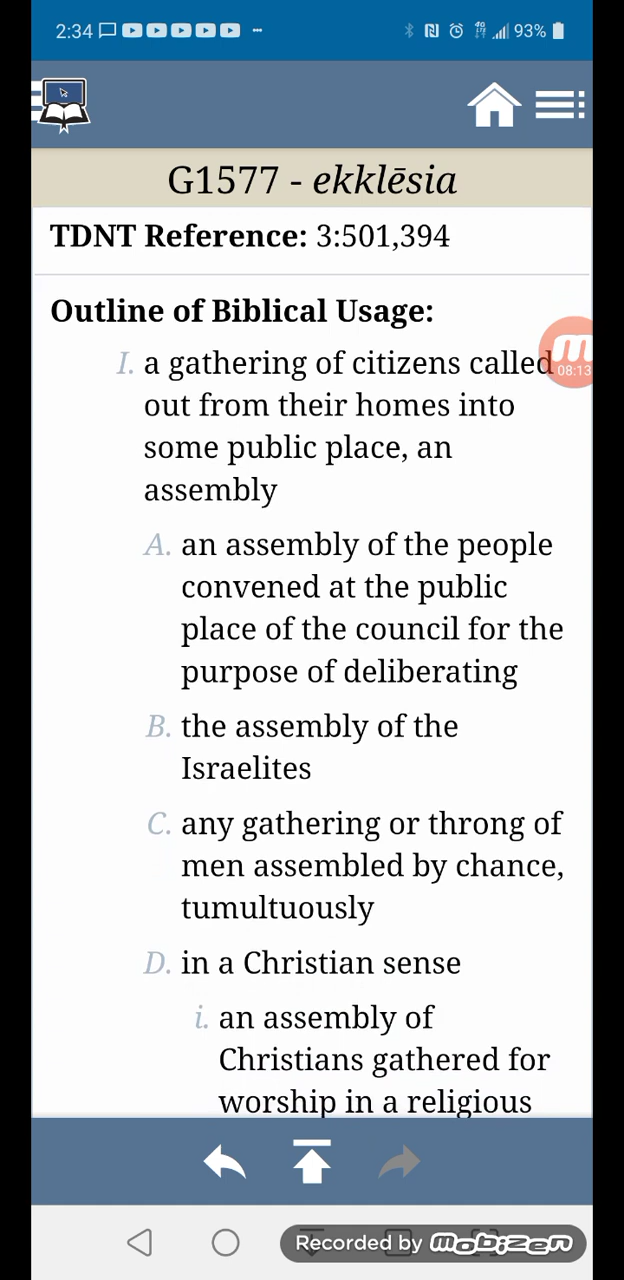 2:34
93%
G1577 - ekklēsia
TDNT Reference: 3:501,394
Outline of Biblical Usage:
I. a gathering of citizens called
out from their homes into
some public place, an
assembly
08:13
A. an assembly of the people
convened at the public
place of the council for the
purpose of deliberating
B. the assembly of the
Israelites
C. any gathering or throng of
men assembled by chance,
tumultuously
D. in a Christian sense
i. an assembly of
Christians gathered for
worship in a religious
Recorded by mobizen